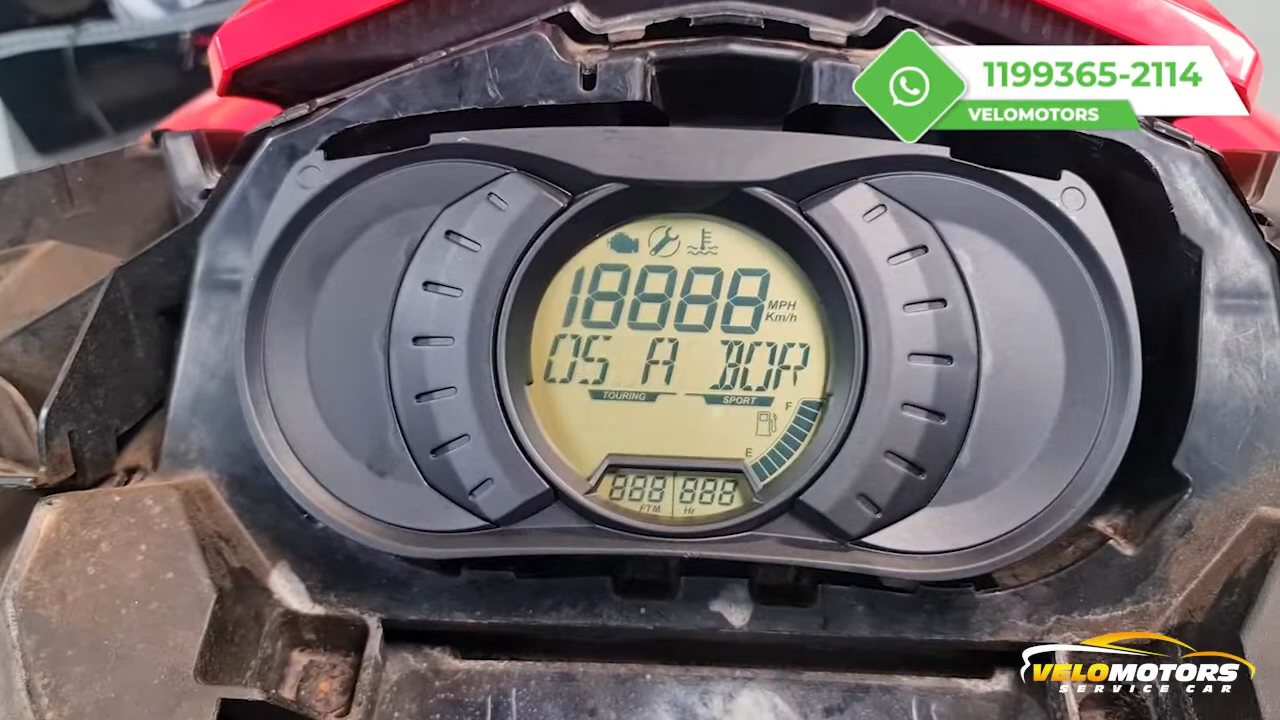 1199365-2114
VELOMOTORS
18888
MPH
Km/h
OS A BOR
TOURING SPORT
F
E
888 888
FTM Hr
VELOMOTORS
SERVICE CAR